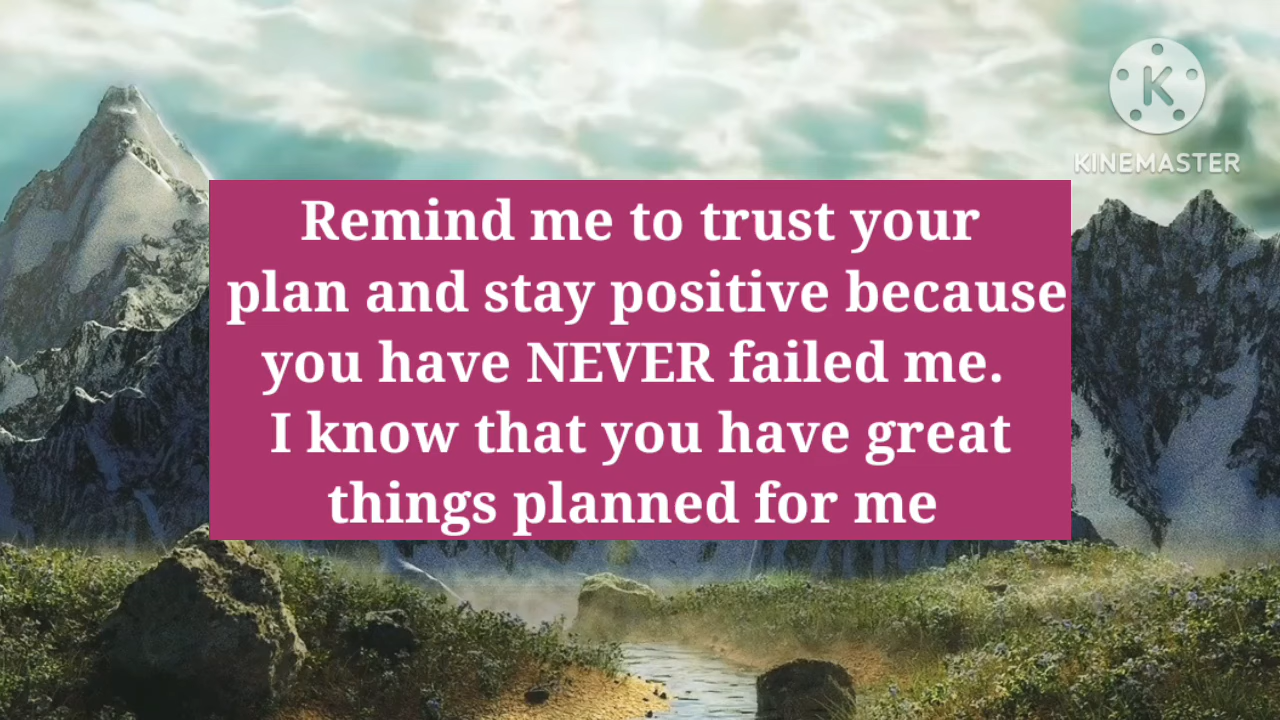 KINEMASTER
Remind me to trust your
plan and stay positive because
you have NEVER failed me.
I know that you have great
things planned for me